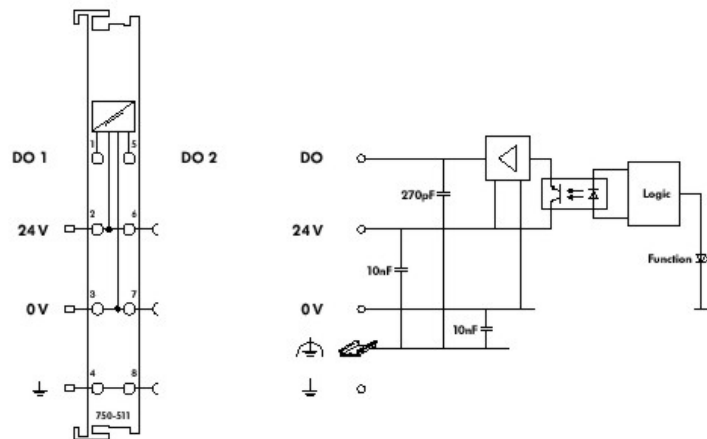 1 5
DO 1
DO 2
DO
270pF
Logic
2 6
24 V
24 V
Function
10nF
3 7
0 V
0 V
10nF
4 8
750-511